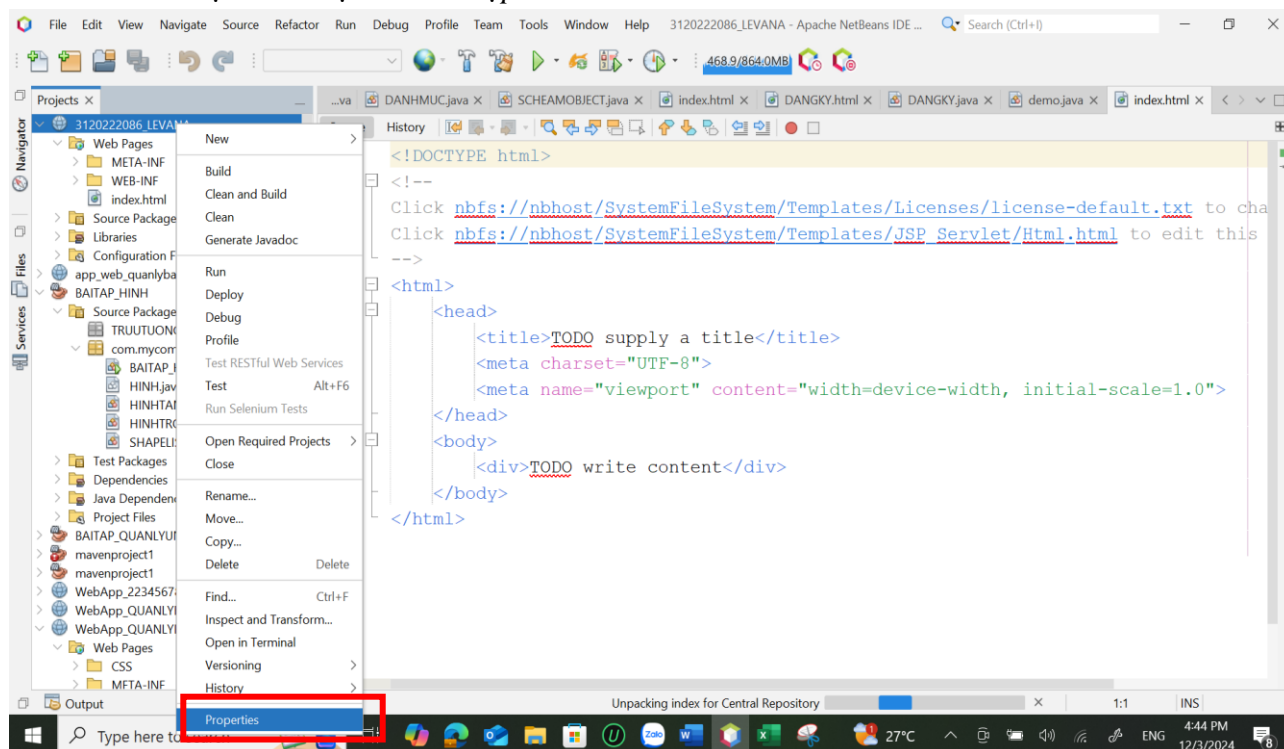 File Edit View Navigate Source Refactor Run Debug Profile Team Tools Window Help 3120222086_LEVANA - Apache NetBeans IDE ... Search (Ctrl+I)
468.9/864.0MB
Projects
...va DANHMUC.java SCHEAMOBJECT.java index.html DANGKY.html DANGKY.java demo.java index.html
History
Navigator
Files
Services
3120222086_LEVANA
Web Pages
META-INF
WEB-INF
index.html
Source Package
Libraries
Configuration F
app_web_quanlyba
BAITAP_HINH
Source Package
TRUUTUONG
com.mycom
BAITAP_H
HINH.jav
HINHTA
HINHTR
SHAPELI
Test Packages
Dependencies
Java Dependen
Project Files
BAITAP_QUANLYU
mavenproject1
mavenproject1
WebApp_2234567
WebApp_QUANLY
WebApp_QUANLY
Web Pages
CSS
META-INF
New
Build
Clean and Build
Clean
Generate Javadoc
Run
Deploy
Debug
Profile
Test RESTful Web Services
Test Alt+F6
Run Selenium Tests
Open Required Projects
Close
Rename...
Move...
Copy...
Delete Delete
Find... Ctrl+F
Inspect and Transform...
Open in Terminal
Versioning
History
Properties
<!DOCTYPE html>
<!--
Click nbfs://nbhost/SystemFileSystem/Templates/Licenses/license-default.txt to cha
Click nbfs://nbhost/SystemFileSystem/Templates/JSP_Servlet/Html.html to edit this
-->
<html>
<head>
<title>TODO supply a title</title>
<meta charset="UTF-8">
<meta name="viewport" content="width=device-width, initial-scale=1.0">
</head>
<body>
<div>TODO write content</div>
</body>
</html>
Output Unpacking index for Central Repository 1:1 INS
Type here to 27°C ENG 4:44 PM
12/3/2024